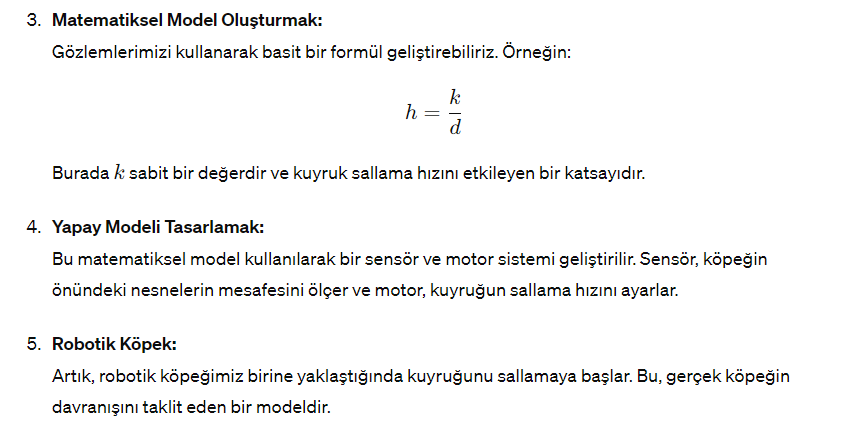 3. Matematiksel Model Oluşturmak:
Gözlemlerimizi kullanarak basit bir formül geliştirebiliriz. Örneğin:
h = k/d
Burada k sabit bir değerdir ve kuyruk sallama hızını etkileyen bir katsayıdır.
4. Yapay Modeli Tasarlamak:
Bu matematiksel model kullanılarak bir sensör ve motor sistemi geliştirilir. Sensör, köpeğin
önündeki nesnelerin mesafesini ölçer ve motor, kuyruğun sallama hızını ayarlar.
5. Robotik Köpek:
Artık, robotik köpeğimiz birine yaklaştığında kuyruğunu sallamaya başlar. Bu, gerçek köpeğin
davranışını taklit eden bir modeldir.